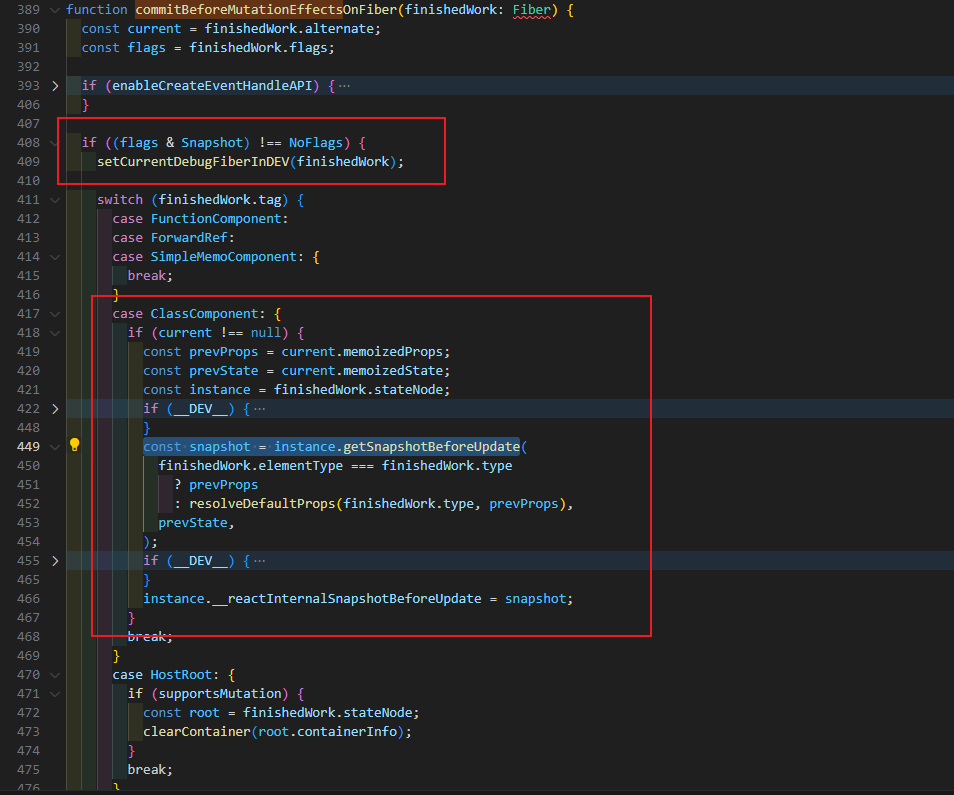 389 function commitBeforeMutationEffectsOnFiber(finishedWork: Fiber) {
390 const current = finishedWork.alternate;
391 const flags = finishedWork.flags;
392
393 if (enableCreateEventHandleAPI) { ···
406 }
407
408 if ((flags & Snapshot) !== NoFlags) {
409 setCurrentDebugFiberInDEV(finishedWork);
410
411 switch (finishedWork.tag) {
412 case FunctionComponent:
413 case ForwardRef:
414 case SimpleMemoComponent: {
415 break;
416 }
417 case ClassComponent: {
418 if (current !== null) {
419 const prevProps = current.memoizedProps;
420 const prevState = current.memoizedState;
421 const instance = finishedWork.stateNode;
422 if (__DEV__) { ···
448 }
449 const snapshot = instance.getSnapshotBeforeUpdate(
450 finishedWork.elementType === finishedWork.type
451 ? prevProps
452 : resolveDefaultProps(finishedWork.type, prevProps),
453 prevState,
454 );
455 if (__DEV__) { ···
465 }
466 instance.__reactInternalSnapshotBeforeUpdate = snapshot;
467 }
468 break;
469 }
470 case HostRoot: {
471 if (supportsMutation) {
472 const root = finishedWork.stateNode;
473 clearContainer(root.containerInfo);
474 }
475 break;
476 }